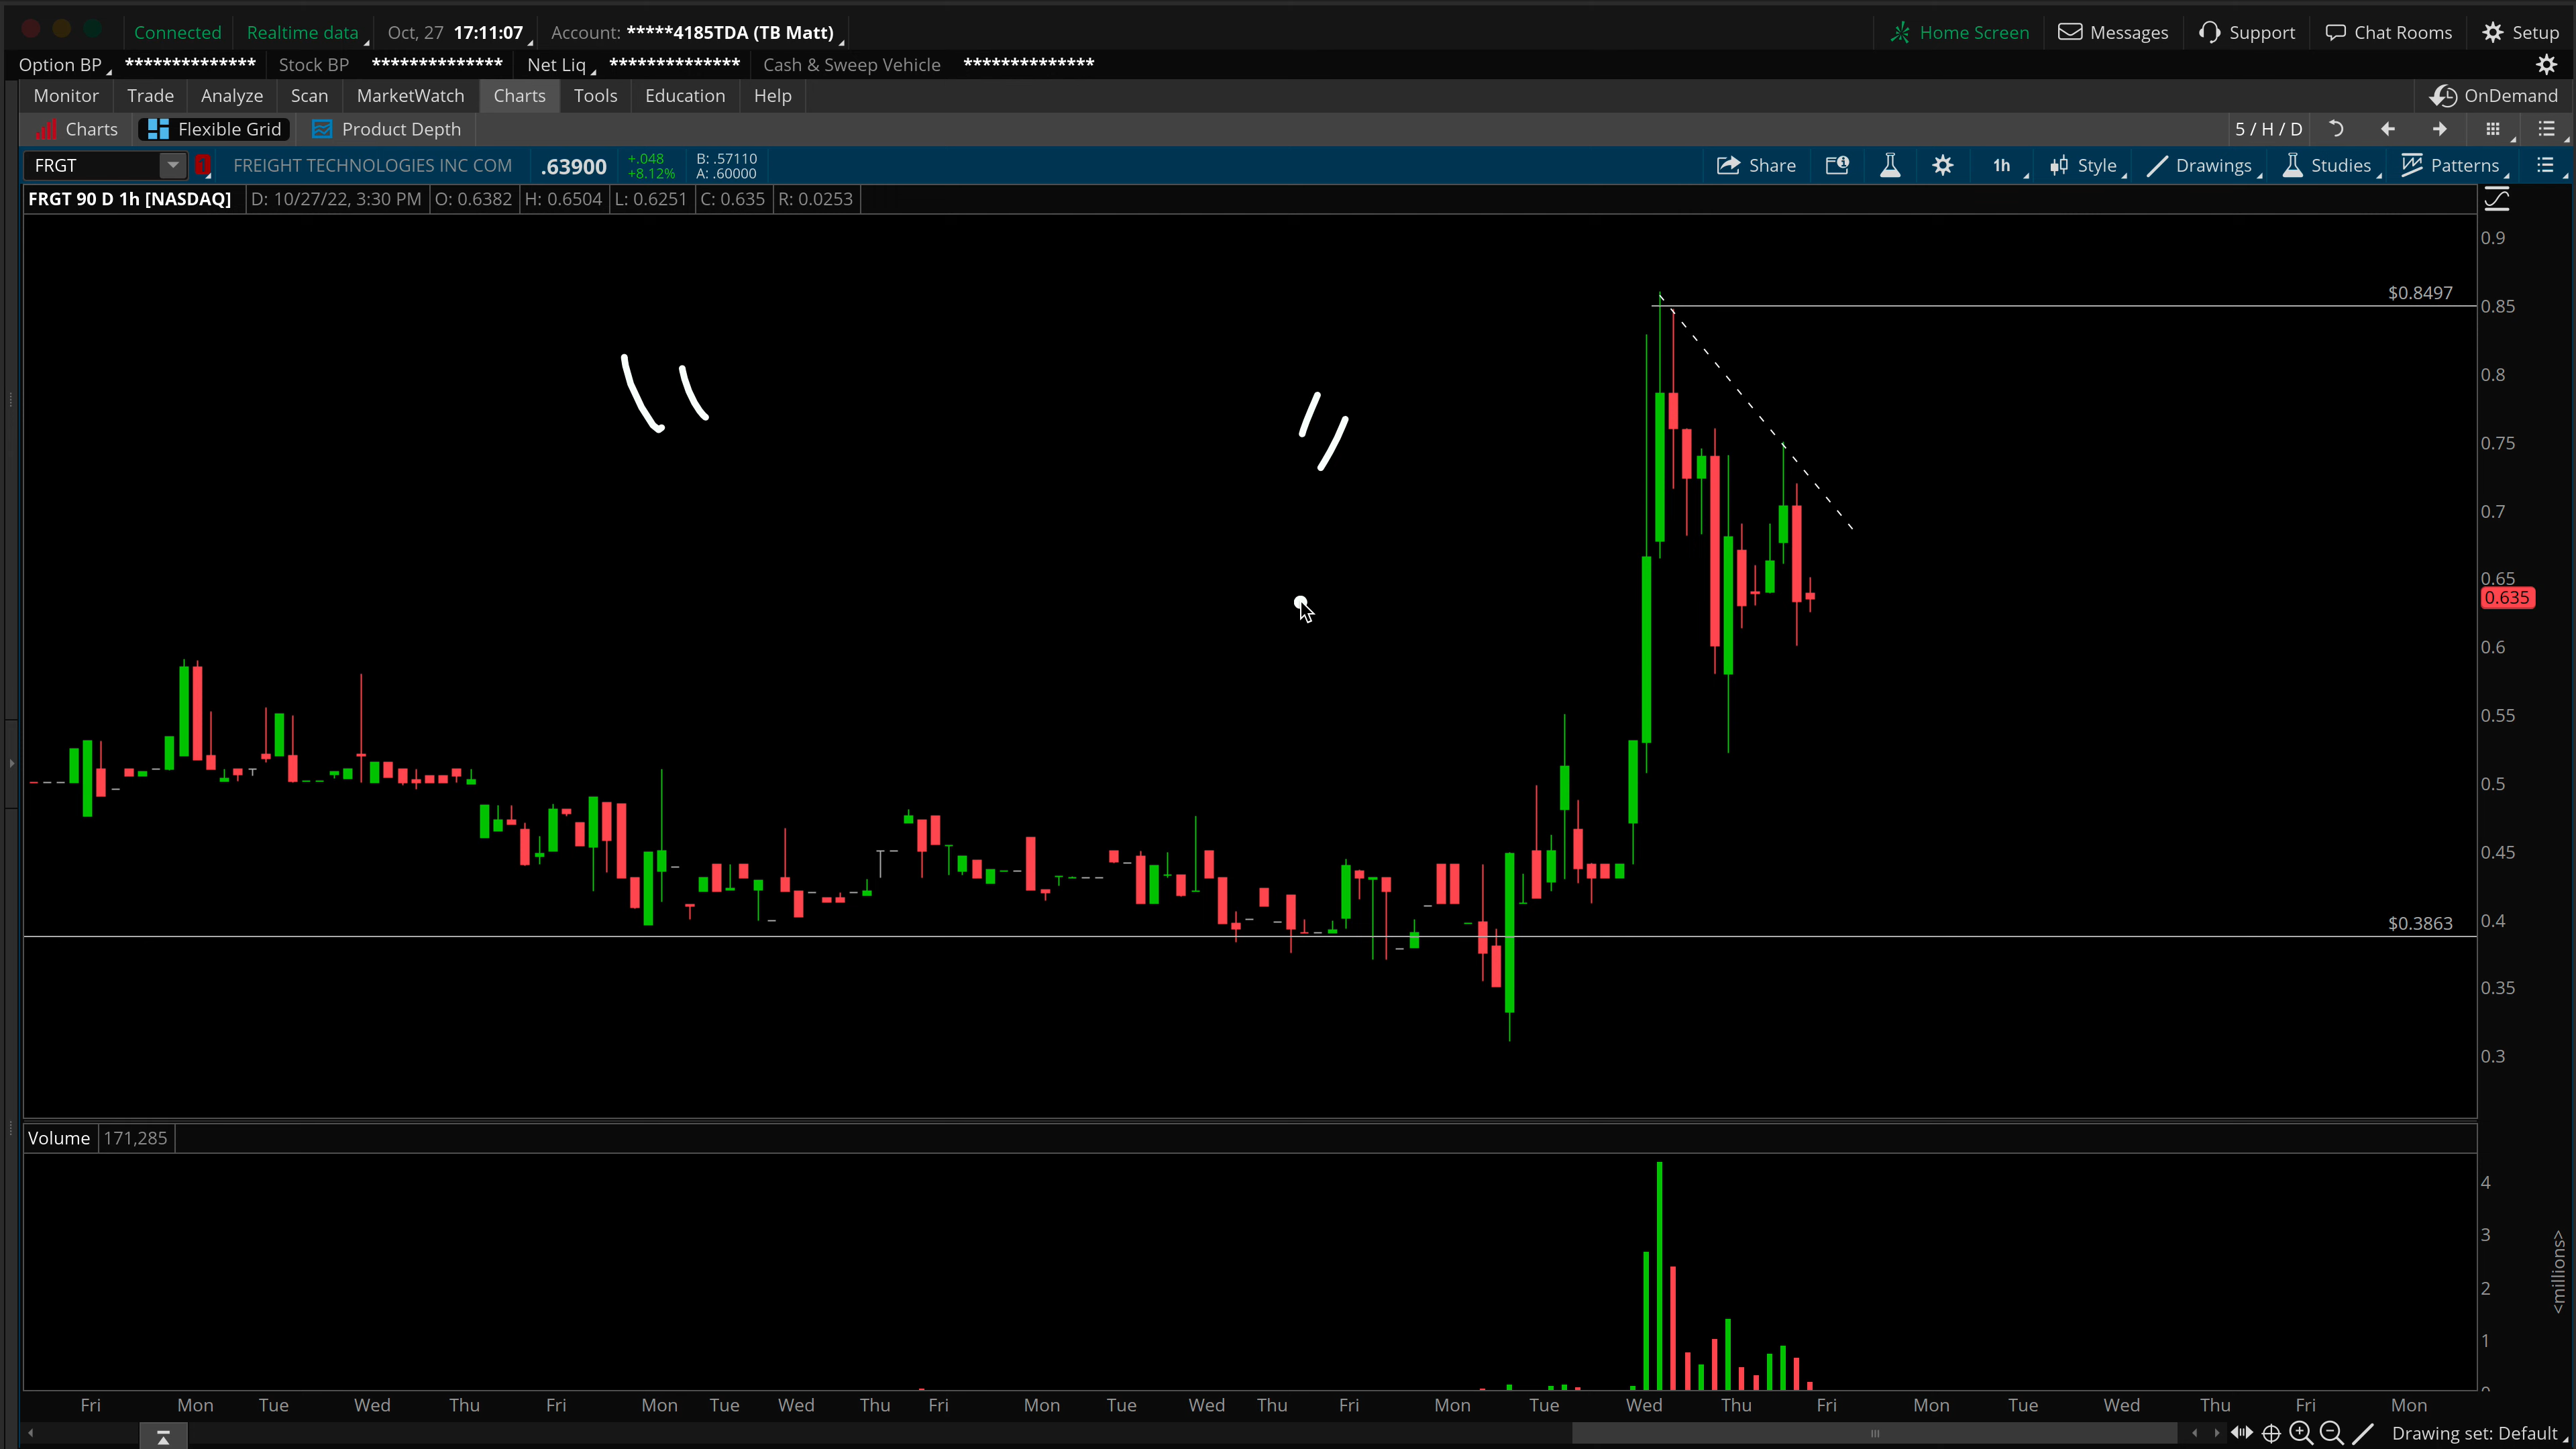 Connected Realtime data Oct, 27 17:11:07 Account: *****4185TDA (TB Matt) Home Screen Messages Support Chat Rooms Setup
Option BP ************** Stock BP ************** Net Liq ************** Cash & Sweep Vehicle **************
Monitor Trade Analyze Scan MarketWatch Charts Tools Education Help OnDemand
Charts Flexible Grid Product Depth 5 / H / D
FRGT 1 FREIGHT TECHNOLOGIES INC COM .63900 +.048 +8.12% B: .57110 A: .60000 Share 1h Style Drawings Studies Patterns
FRGT 90 D 1h [NASDAQ] D: 10/27/22, 3:30 PM O: 0.6382 H: 0.6504 L: 0.6251 C: 0.635 R: 0.0253
0.9
$0.8497
0.85
0.8
0.75
0.7
0.65
0.635
0.6
0.55
0.5
0.45
$0.3863
0.4
0.35
0.3
Volume 171,285
4
3
2
1
0
<millions>
Fri Mon Tue Wed Thu Fri Mon Tue Wed Thu Fri Mon Tue Wed Thu Fri Mon Tue Wed Thu Fri Mon Tue Wed Thu Fri Mon
Drawing set: Default